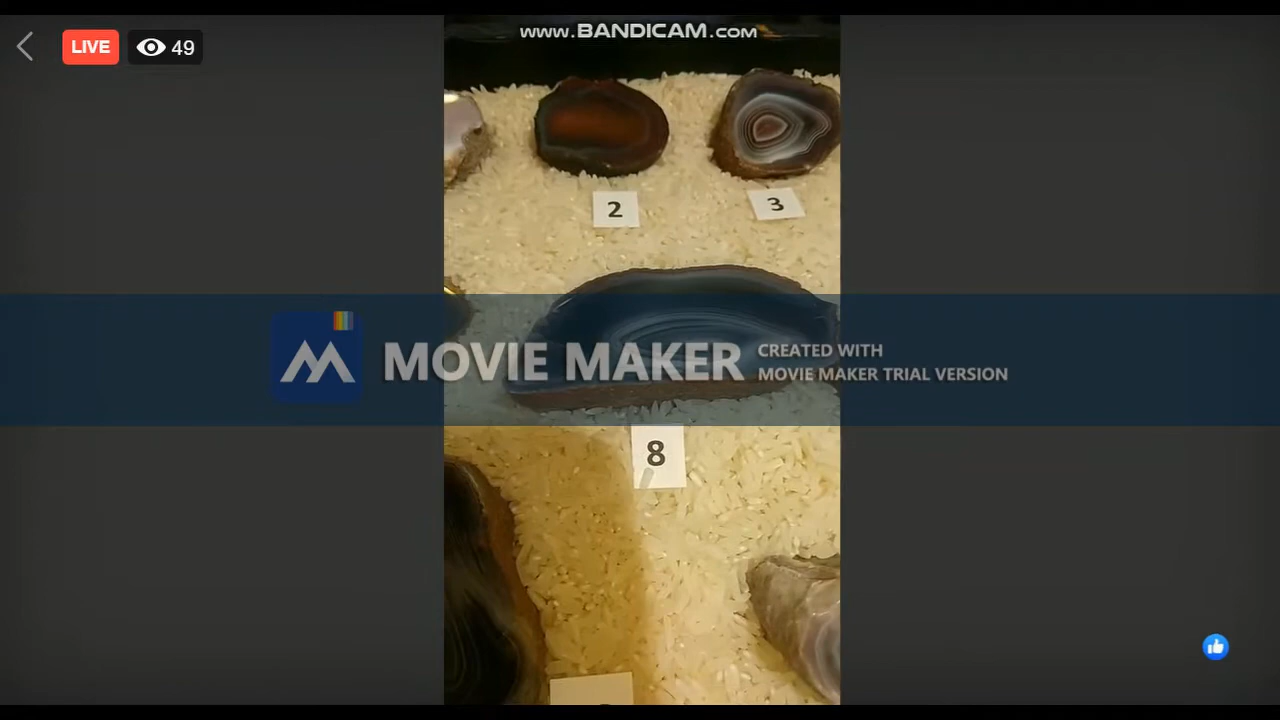 www.BANDICAM.com
LIVE 49
2
3
MOVIE MAKER
CREATED WITH
MOVIE MAKER TRIAL VERSION
8